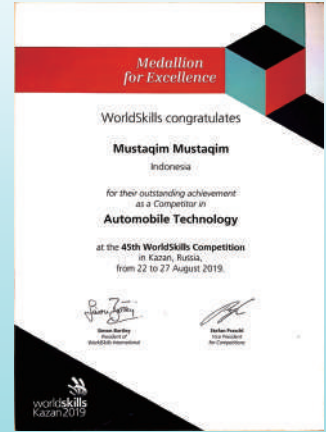 Medallion
for Excellence
WorldSkills congratulates
Mustaqim Mustaqim
Indonesia
for their outstanding achievement
as a Competitor in
Automobile Technology
at the 45th WorldSkills Competition
in Kazan, Russia,
from 22 to 27 August 2019.
Simon Bartley
President of
WorldSkills International
Stefan Praschl
Vice President
for Competitions
worldskills
Kazan2019